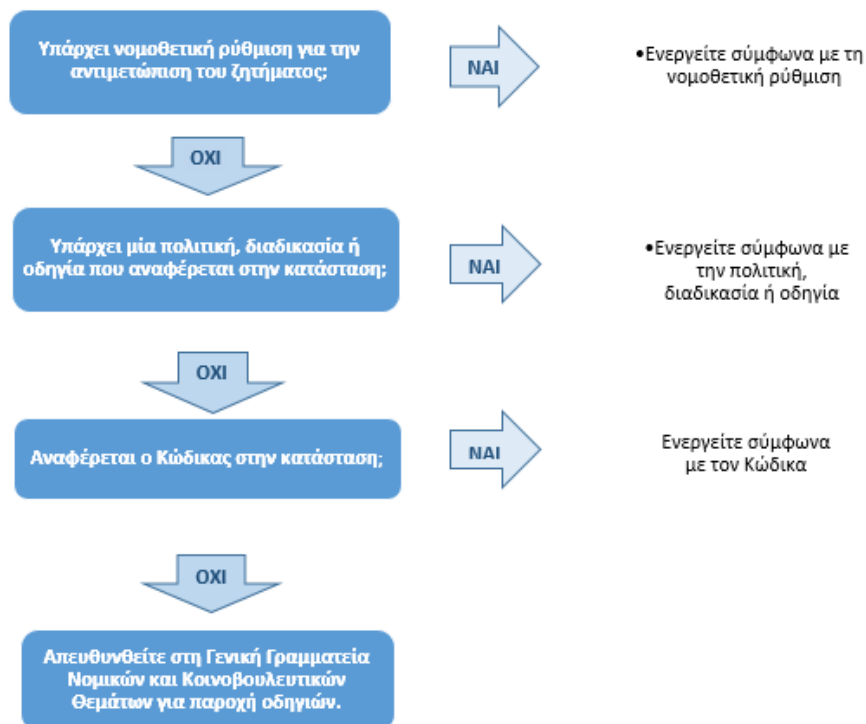 Υπάρχει νομοθετική ρύθμιση για την
αντιμετώπιση του ζητήματος;
ΝΑΙ
•Ενεργείτε σύμφωνα με τη
νομοθετική ρύθμιση
ΟΧΙ
Υπάρχει μία πολιτική, διαδικασία ή
οδηγία που αναφέρεται στην κατάσταση;
ΝΑΙ
•Ενεργείτε σύμφωνα με
την πολιτική,
διαδικασία ή οδηγία
ΟΧΙ
Αναφέρεται ο Κώδικας στην κατάσταση;
ΝΑΙ
Ενεργείτε σύμφωνα
με τον Κώδικα
ΟΧΙ
Απευθυνθείτε στη Γενική Γραμματεία
Νομικών και Κοινοβουλευτικών
Θεμάτων για παροχή οδηγιών.